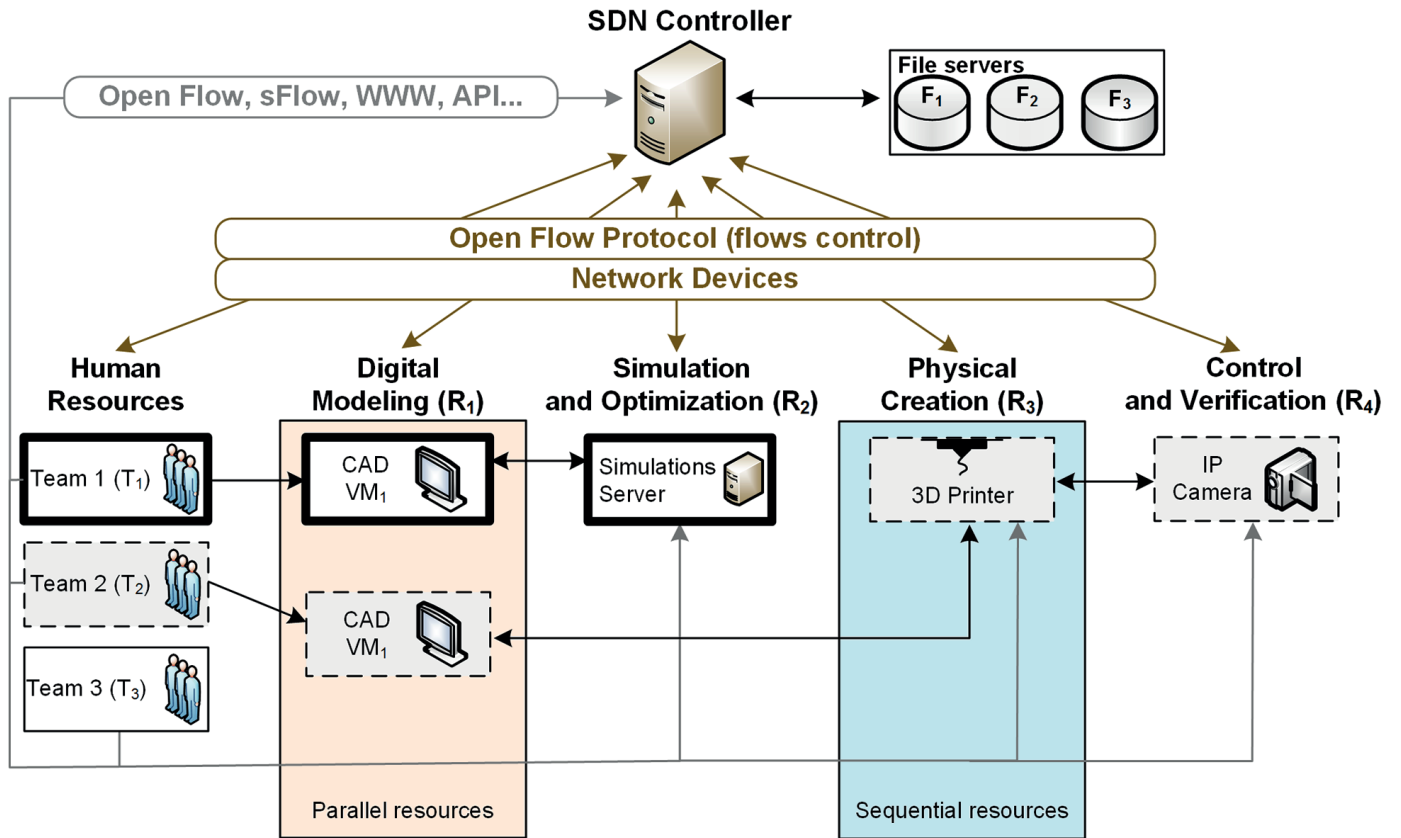 SDN Controller
File servers
F₁
F₂
F₃
Open Flow, sFlow, WWW, API...
Open Flow Protocol (flows control)
Network Devices
Human
Resources
Digital
Modeling (R₁)
Simulation
and Optimization (R₂)
Physical
Creation (R₃)
Control
and Verification (R₄)
Team 1 (T₁)
CAD
VM₁
Simulations
Server
3D Printer
IP
Camera
Team 2 (T₂)
CAD
VM₁
Team 3 (T₃)
Parallel resources
Sequential resources